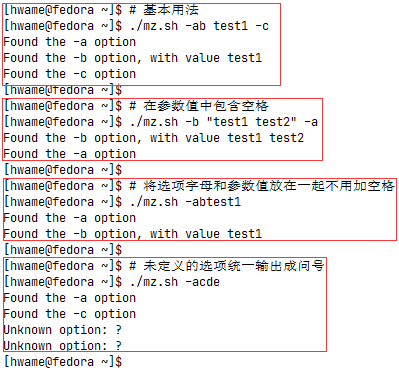 [hwame@fedora ~]$ # 基本用法
[hwame@fedora ~]$ ./mz.sh -ab test1 -c
Found the -a option
Found the -b option, with value test1
Found the -c option
[hwame@fedora ~]$
[hwame@fedora ~]$ # 在参数值中包含空格
[hwame@fedora ~]$ ./mz.sh -b "test1 test2" -a
Found the -b option, with value test1 test2
Found the -a option
[hwame@fedora ~]$
[hwame@fedora ~]$ # 将选项字母和参数值放在一起不用加空格
[hwame@fedora ~]$ ./mz.sh -abtest1
Found the -a option
Found the -b option, with value test1
[hwame@fedora ~]$
[hwame@fedora ~]$ # 未定义的选项统一输出成问号
[hwame@fedora ~]$ ./mz.sh -acde
Found the -a option
Found the -c option
Unknown option: ?
Unknown option: ?
[hwame@fedora ~]$